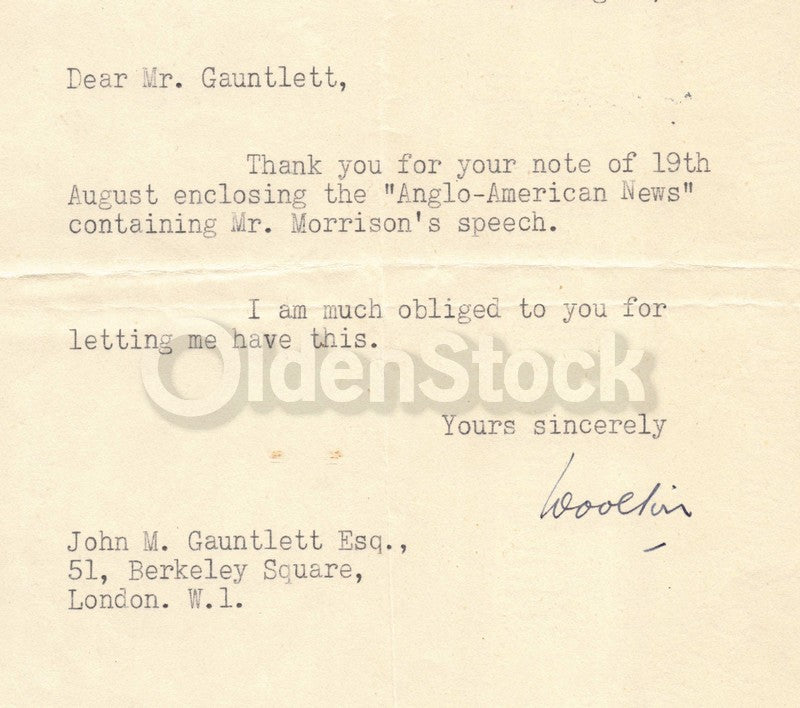 Dear Mr. Gauntlett,
Thank you for your note of 19th
August enclosing the "Anglo-American News"
containing Mr. Morrison's speech.
I am much obliged to you for
letting me have this.
OldenStock
Yours sincerely
Woolton
John M. Gauntlett Esq.,
51, Berkeley Square,
London. W.1.